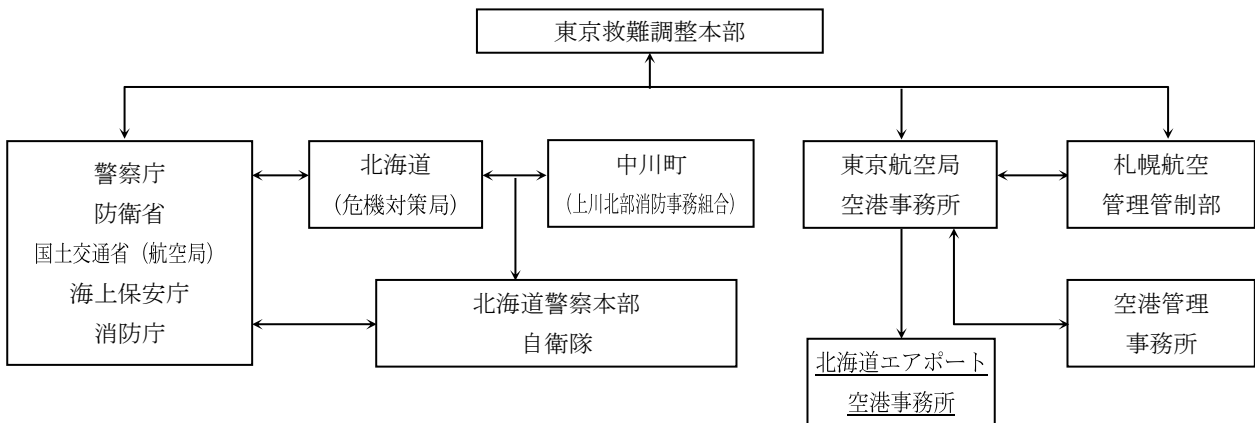 東京救難調整本部
警察庁
防衛省
国土交通省（航空局）
海上保安庁
消防庁
北海道
（危機対策局）
中川町
（上川北部消防事務組合）
東京航空局
空港事務所
札幌航空
管理管制部
北海道警察本部
自衛隊
空港管理
事務所
北海道エアポート
空港事務所